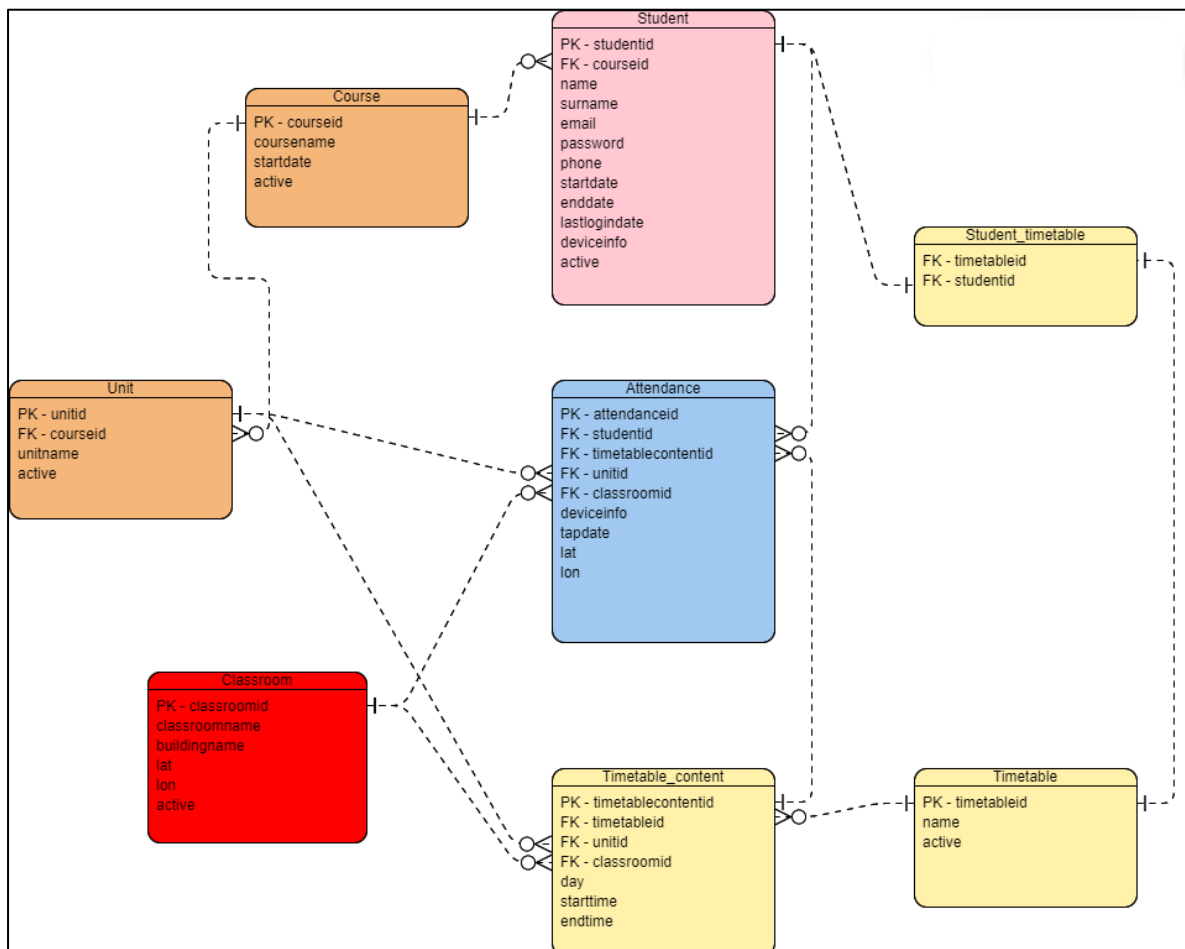 Student
PK - studentid
FK - courseid
name
surname
email
password
phone
startdate
enddate
lastlogindate
deviceinfo
active
Course
PK - courseid
coursename
startdate
active
Student_timetable
FK - timetableid
FK - studentid
Unit
PK - unitid
FK - courseid
unitname
active
Attendance
PK - attendanceid
FK - studentid
FK - timetablecontentid
FK - unitid
FK - classroomid
deviceinfo
tapdate
lat
lon
Classroom
PK - classroomid
classroomname
buildingname
lat
lon
active
Timetable_content
PK - timetablecontentid
FK - timetableid
FK - unitid
FK - classroomid
day
starttime
endtime
Timetable
PK - timetableid
name
active